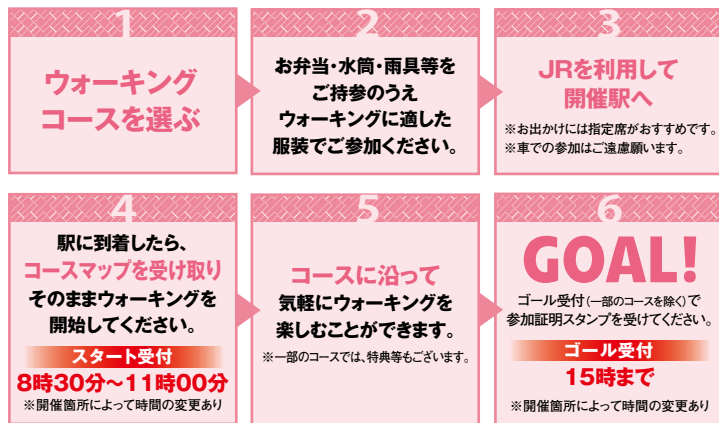 1
ウォーキング
コースを選ぶ
2
お弁当・水筒・雨具等を
ご持参のうえ
ウォーキングに適した
服装でご参加ください。
3
JRを利用して
開催駅へ
※お出かけには指定席がおすすめです。
※車での参加はご遠慮願います。
4
駅に到着したら、
コースマップを受け取り
そのままウォーキングを
開始してください。
スタート受付
8時30分～11時00分
※開催箇所によって時間の変更あり
5
コースに沿って
気軽にウォーキングを
楽しむことができます。
※一部のコースでは、特典等もございます。
6
GOAL!
ゴール受付(一部のコースを除く)で
参加証明スタンプを受けてください。
ゴール受付
15時まで
※開催箇所によって時間の変更あり